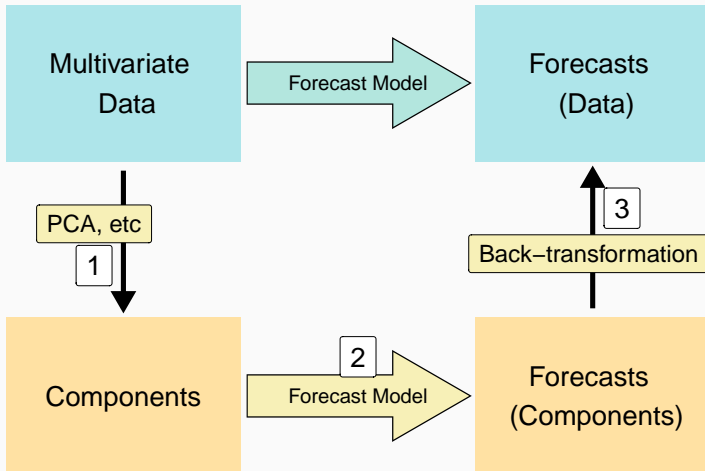 Multivariate
Data
Forecast Model
Forecasts
(Data)
PCA, etc
1
3
Back−transformation
Components
2
Forecast Model
Forecasts
(Components)